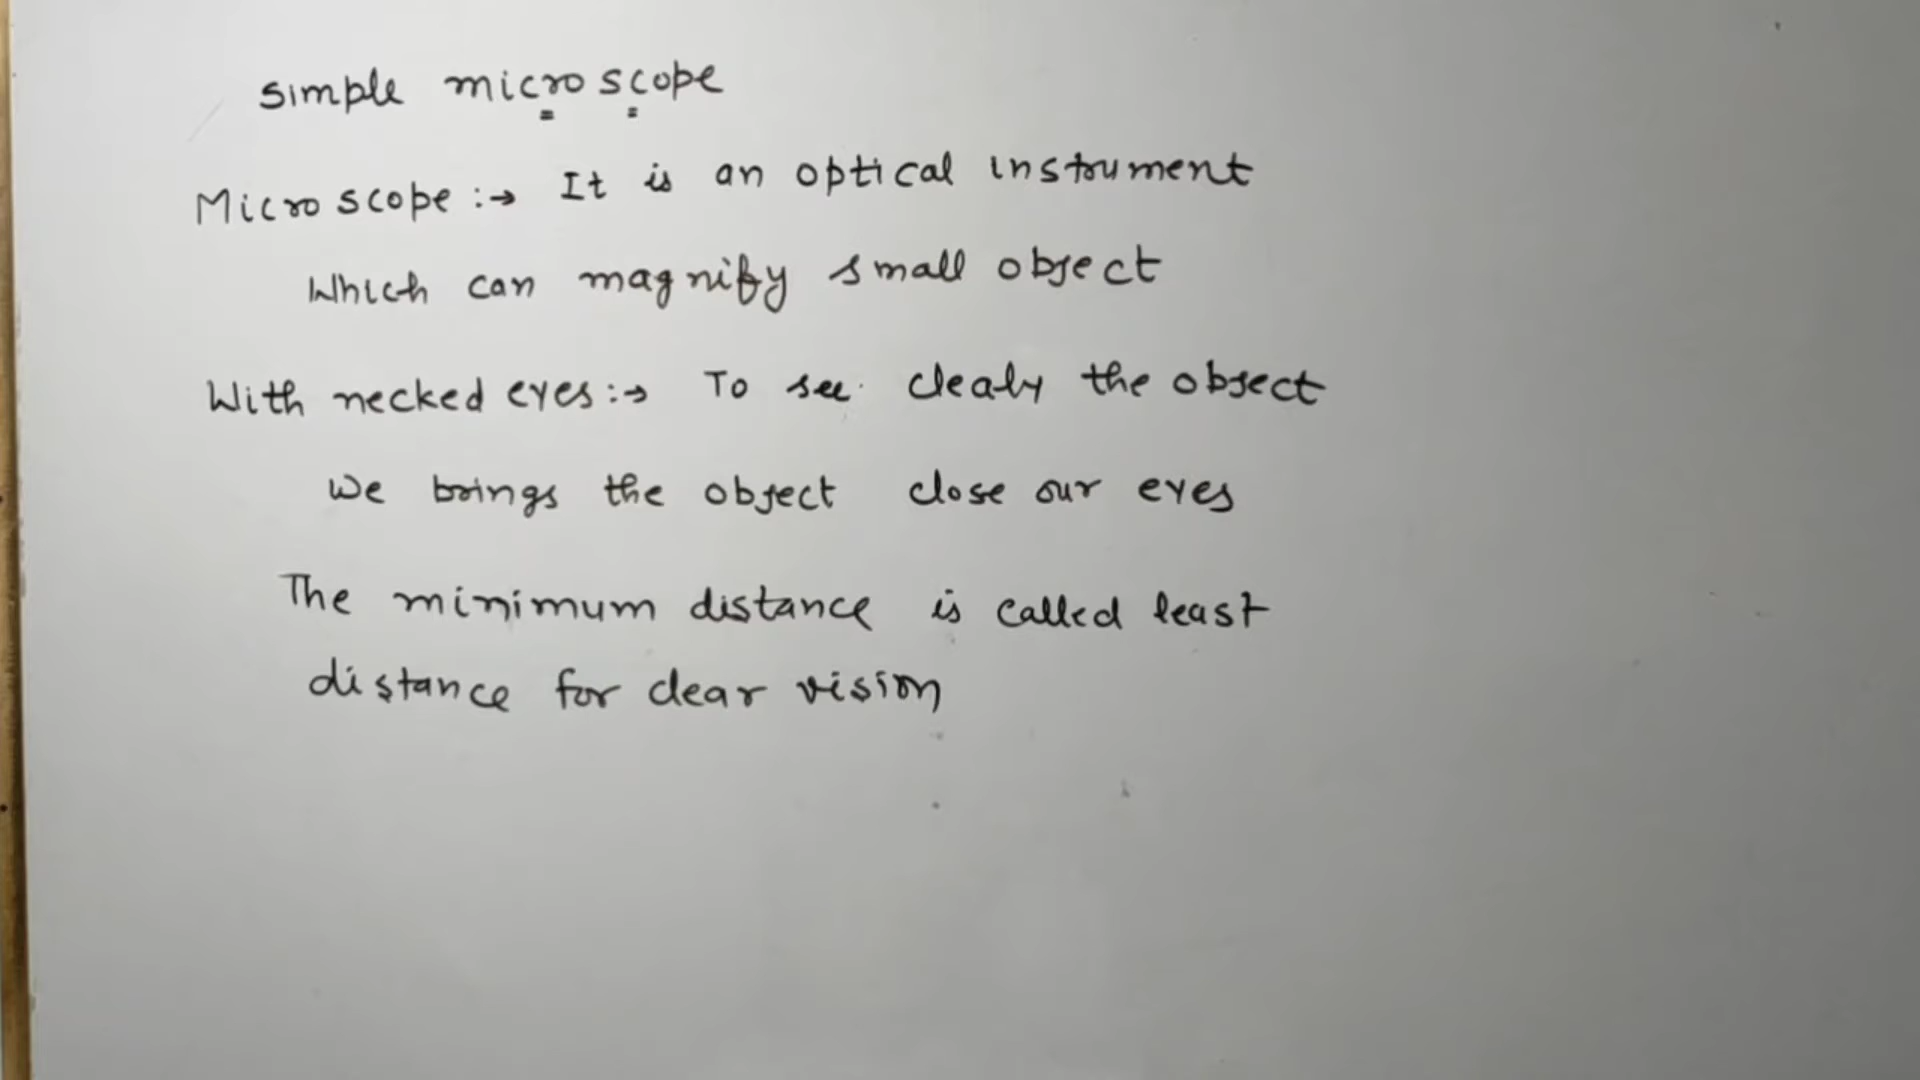 simple microscope
Microscope :→ It is an optical instrument
Which can magnify small object
With necked eyes :→ To see clealy the object
we brings the object close our eyes
The minimum distance is called least
distance for clear vision